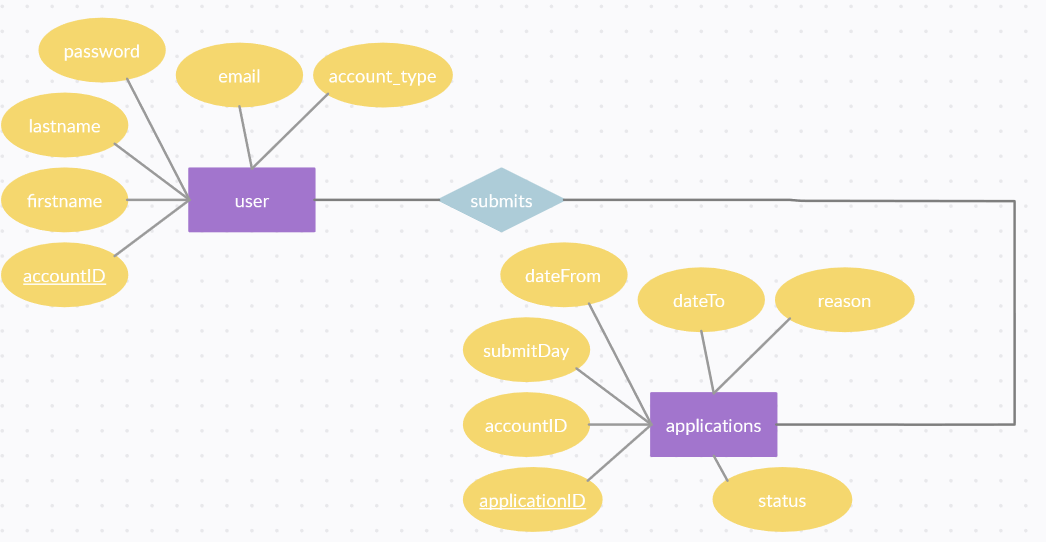 password
email
account_type
lastname
firstname
user
submits
accountID
dateFrom
dateTo
reason
submitDay
accountID
applications
applicationID
status